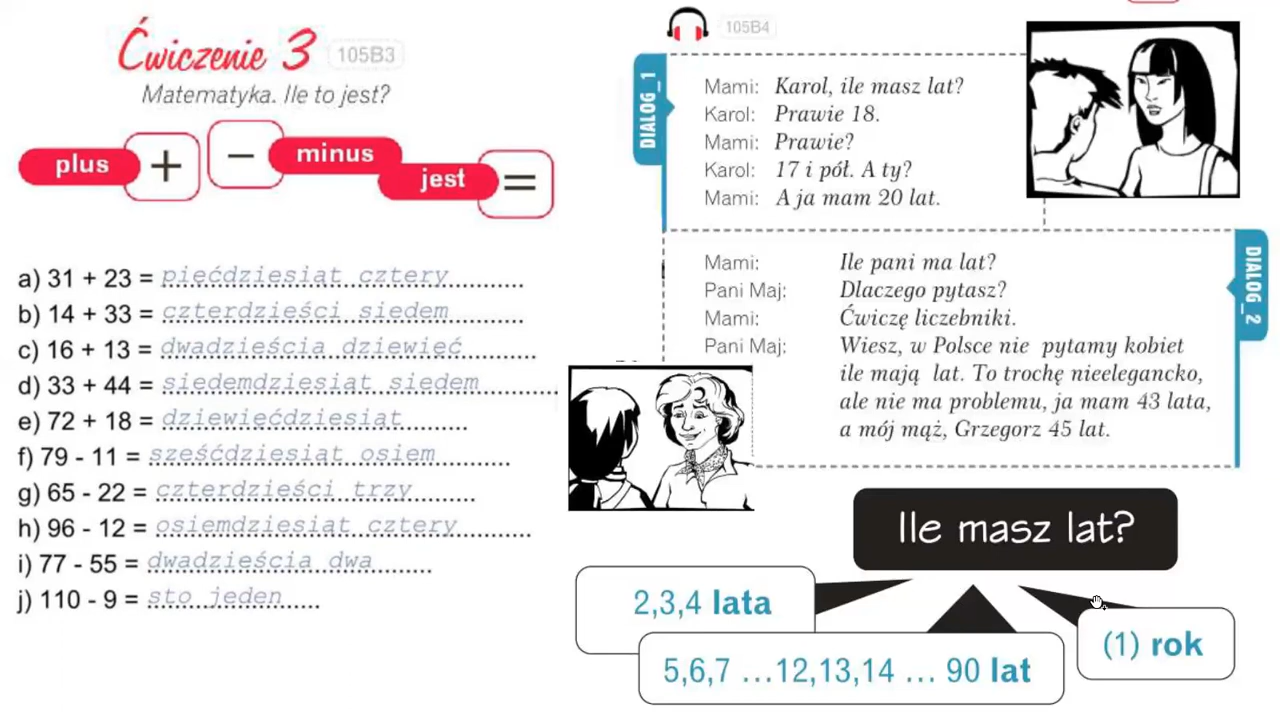 Ćwiczenie 3 105B3
Matematyka. Ile to jest?
plus + − minus jest =
a) 31 + 23 = pięćdziesiąt cztery
b) 14 + 33 = czterdzieści siedem
c) 16 + 13 = dwadzieścia dziewięć
d) 33 + 44 = siedemdziesiąt siedem
e) 72 + 18 = dziewięćdziesiąt
f) 79 - 11 = sześćdziesiąt osiem
g) 65 - 22 = czterdzieści trzy
h) 96 - 12 = osiemdziesiąt cztery
i) 77 - 55 = dwadzieścia dwa
j) 110 - 9 = sto jeden
105B4
DIALOG_1
Mami: Karol, ile masz lat?
Karol: Prawie 18.
Mami: Prawie?
Karol: 17 i pół. A ty?
Mami: A ja mam 20 lat.
DIALOG_2
Mami: Ile pani ma lat?
Pani Maj: Dlaczego pytasz?
Mami: Ćwiczę liczebniki.
Pani Maj: Wiesz, w Polsce nie pytamy kobiet
ile mają lat. To trochę nieelegancko,
ale nie ma problemu, ja mam 43 lata,
a mój mąż, Grzegorz 45 lat.
Ile masz lat?
2,3,4 lata
5,6,7 ...12,13,14 ... 90 lat
(1) rok